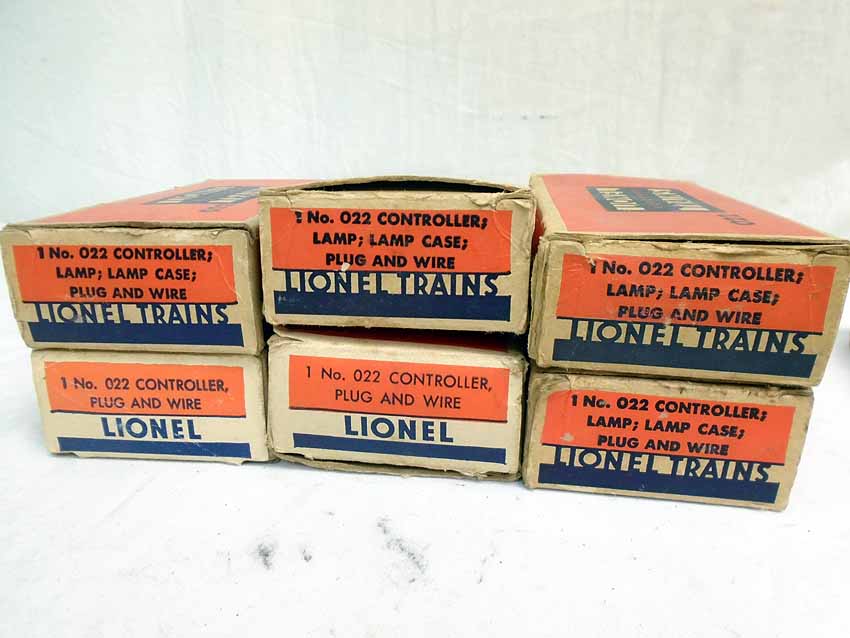 1 No. 022 CONTROLLER;
LAMP; LAMP CASE;
PLUG AND WIRE
LIONEL TRAINS
1 No. 022 CONTROLLER;
LAMP; LAMP CASE;
PLUG AND WIRE
LIONEL TRAINS
1 No. 022 CONTROLLER;
LAMP; LAMP CASE;
PLUG AND WIRE
LIONEL TRAINS
1 No. 022 CONTROLLER,
PLUG AND WIRE
LIONEL
1 No. 022 CONTROLLER,
PLUG AND WIRE
LIONEL
1 No. 022 CONTROLLER;
LAMP; LAMP CASE;
PLUG AND WIRE
LIONEL TRAINS